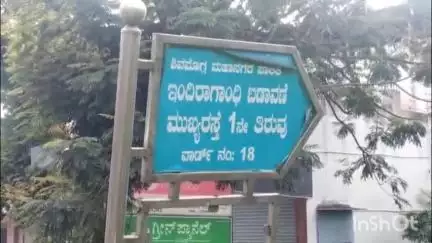 ಶಿವಮೊಗ್ಗ ಮಹಾನಗರ ಪಾಲಿಕೆ
ಇಂದಿರಾಗಾಂಧಿ ಬಡಾವಣೆ
ಮುಖ್ಯರಸ್ತೆ 1ನೇ ತಿರುವು
ವಾರ್ಡ್ ನಂ: 18
ಗ್ರೀನ್ ಪ್ಯಾನೆಲ್
InShot